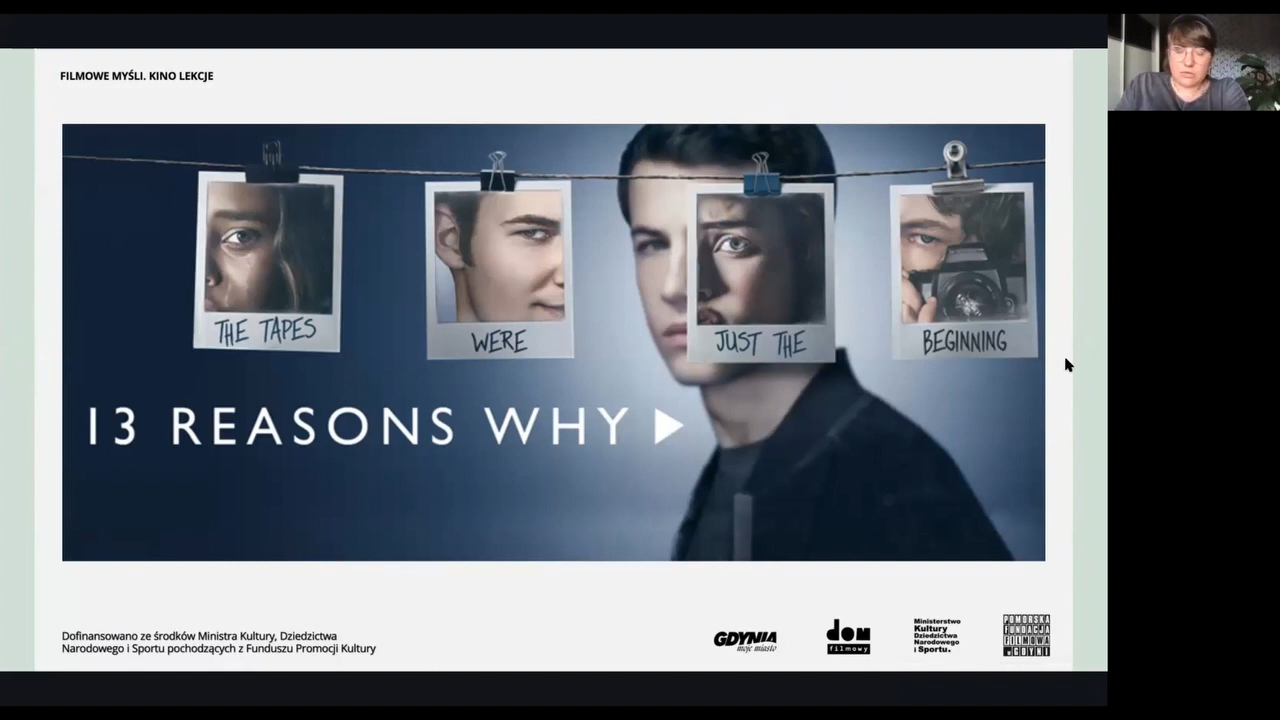 FILMOWE MYŚLI. KINO LEKCJE
THE TAPES
WERE
JUST THE
BEGINNING
13 REASONS WHY
Dofinansowano ze środków Ministra Kultury, Dziedzictwa
Narodowego i Sportu pochodzących z Funduszu Promocji Kultury
GDYNIA
moje miasto
dom
filmowy
Ministerstwo
Kultury
Dziedzictwa
Narodowego
i Sportu.
POMORSKA
FUNDACJA
FILMOWA
W GDYNI